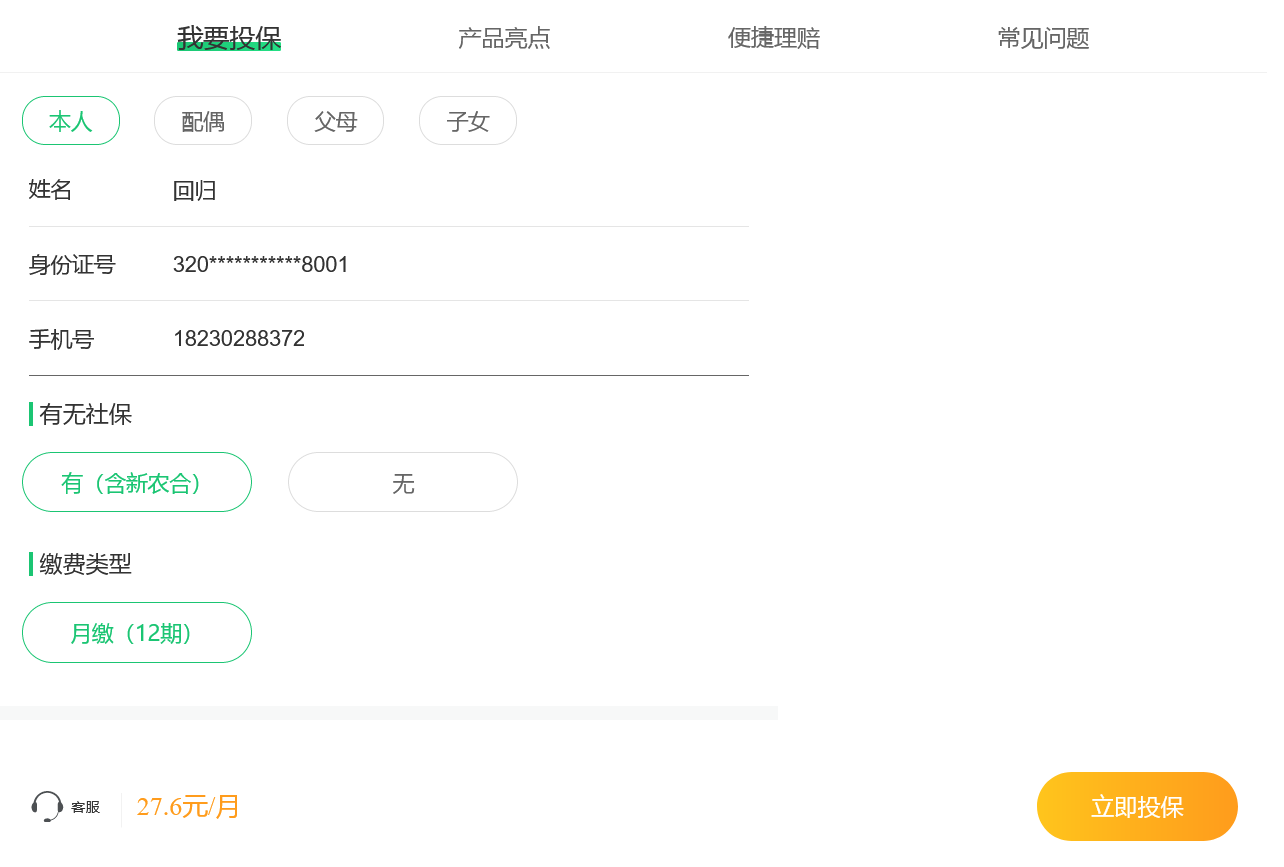 我要投保 产品亮点 便捷理赔 常见问题
本人 配偶 父母 子女
姓名 回归
身份证号 320***********8001
手机号 18230288372
有无社保
有（含新农合） 无
缴费类型
月缴（12期）
客服 27.6元/月 立即投保